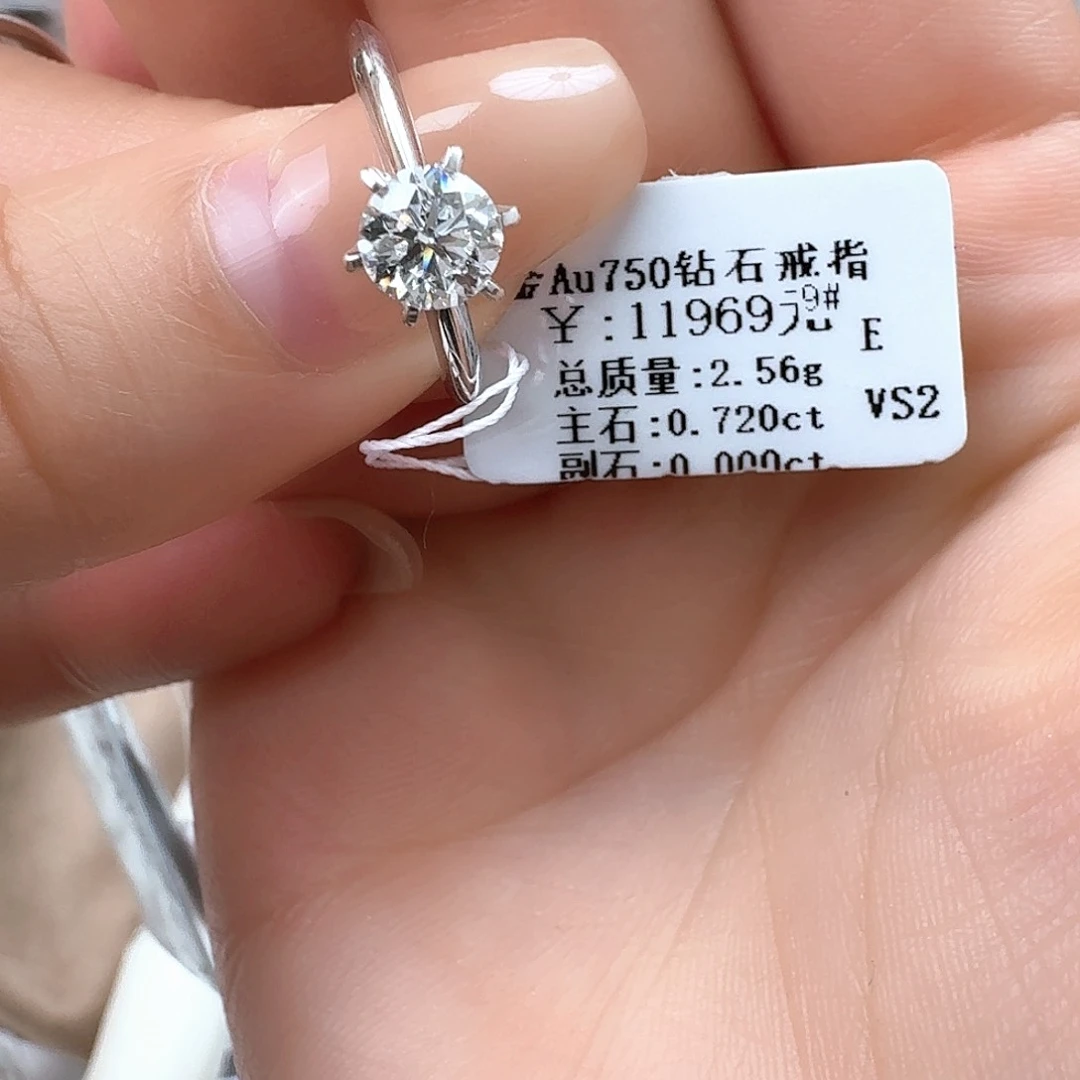 金Au750钻石戒指
¥:11969元 9#
E
总质量:2.56g
VS2
主石:0.720ct
副石:0.000ct